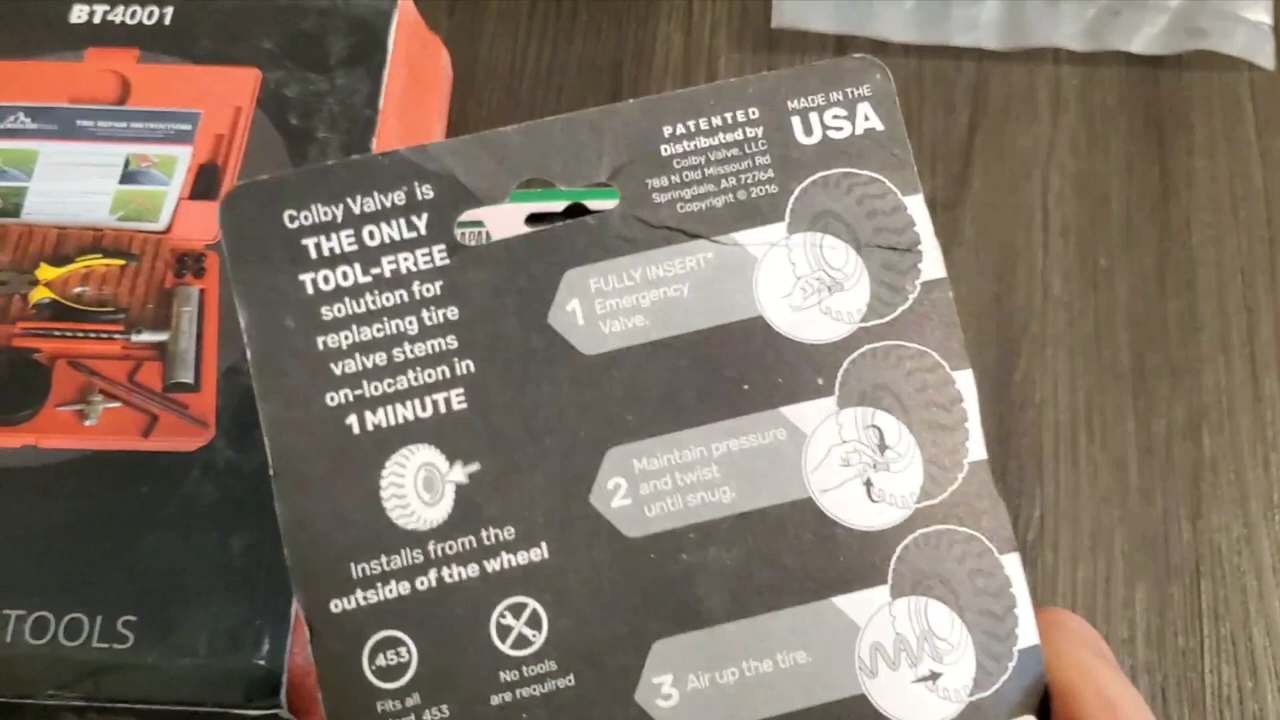 BT4001
TIRE REPAIR INSTRUCTIONS
TOOLS
Colby Valve® is
THE ONLY
TOOL-FREE
solution for
replacing tire
valve stems
on-location in
1 MINUTE
Installs from the
outside of the wheel
.453
Fits all
.453
No tools
are required
PATENTED
Distributed by
Colby Valve, LLC
788 N Old Missouri Rd
Springdale, AR 72764
Copyright © 2016
MADE IN THE
USA
1 FULLY INSERT*
Emergency
Valve.
2 Maintain pressure
and twist
until snug.
3 Air up the tire.